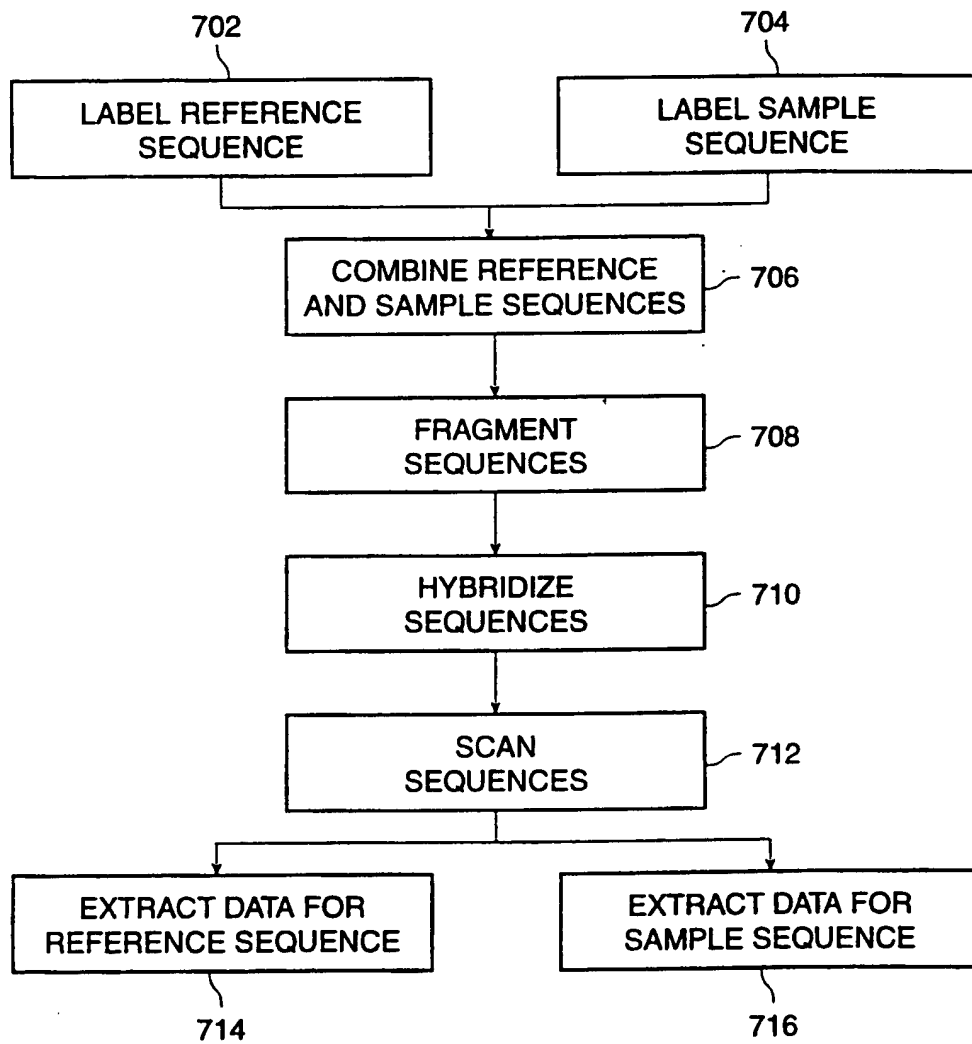 702
704
LABEL REFERENCE
SEQUENCE
LABEL SAMPLE
SEQUENCE
COMBINE REFERENCE
AND SAMPLE SEQUENCES
706
FRAGMENT
SEQUENCES
708
HYBRIDIZE
SEQUENCES
710
SCAN
SEQUENCES
712
EXTRACT DATA FOR
REFERENCE SEQUENCE
EXTRACT DATA FOR
SAMPLE SEQUENCE
714
716